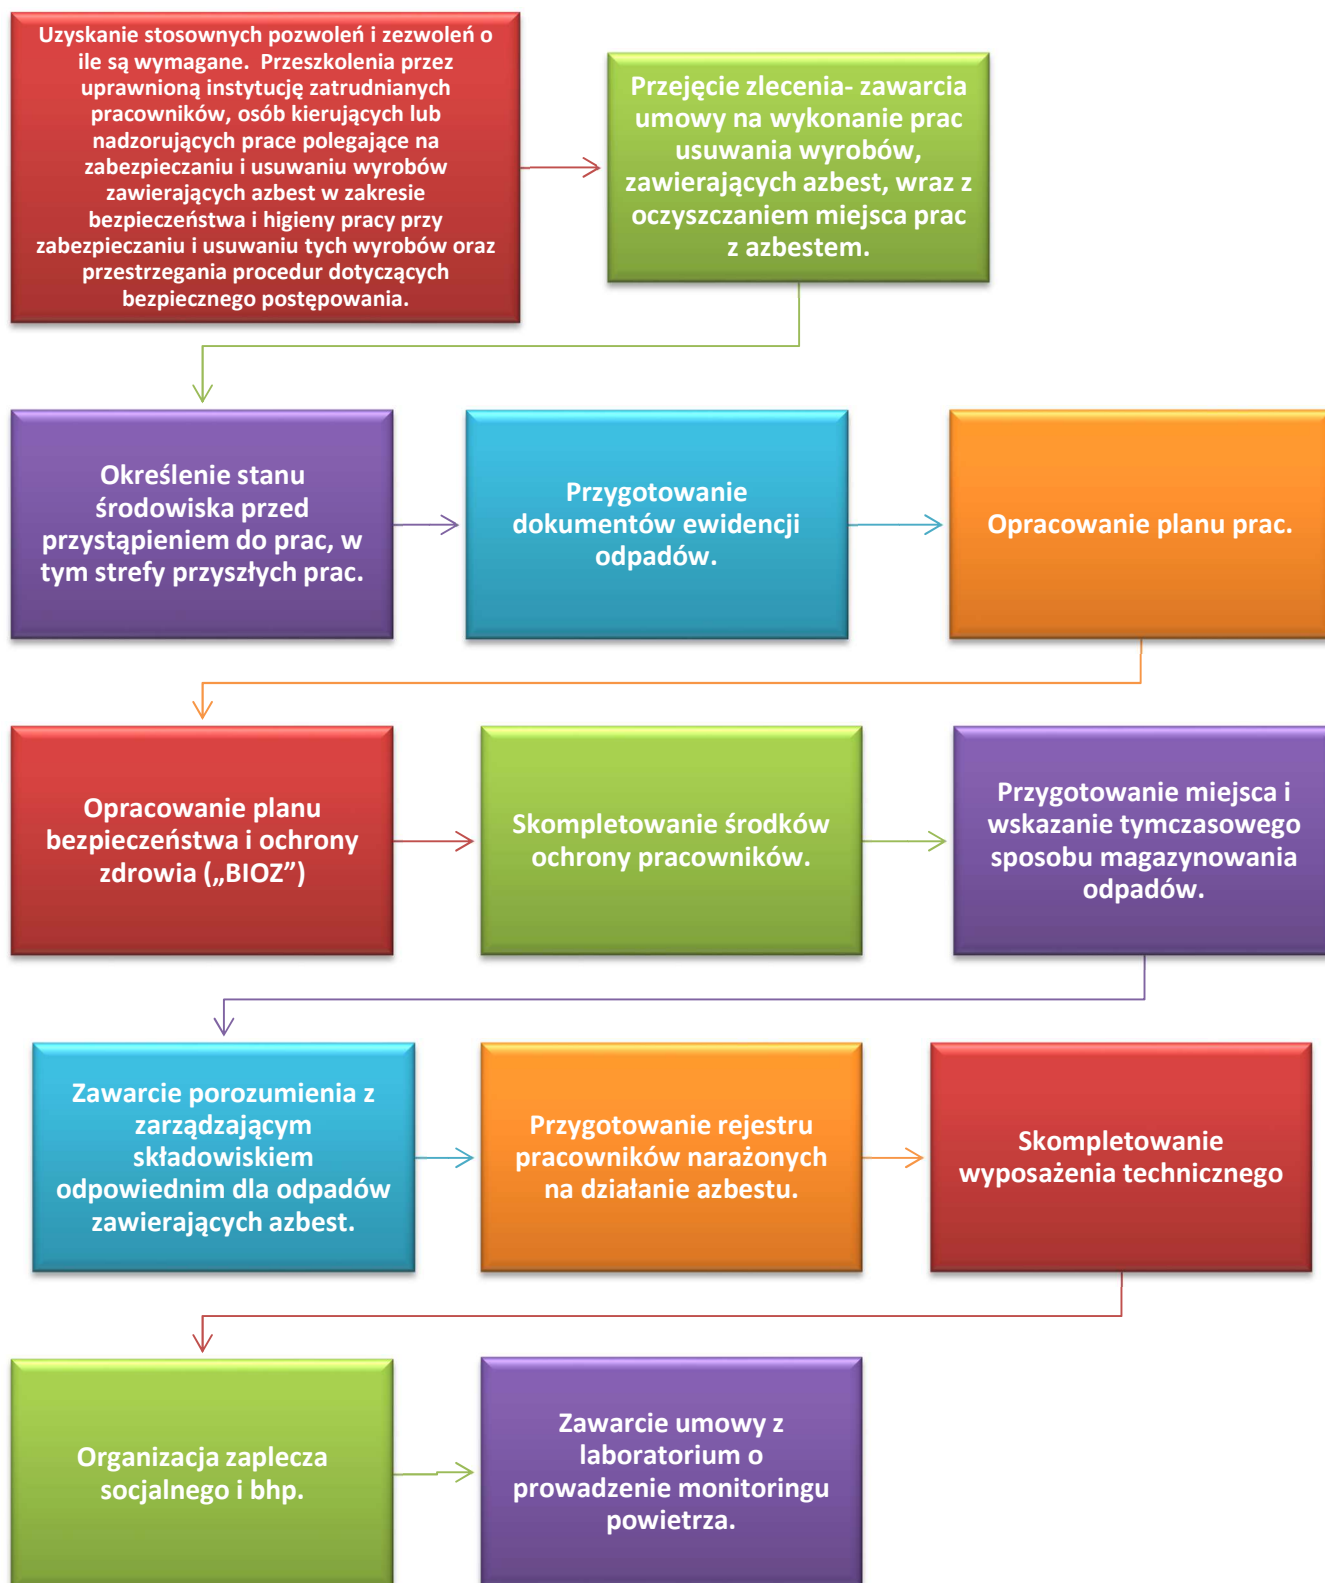 Uzyskanie stosownych pozwoleń i zezwoleń o
ile są wymagane. Przeszkolenia przez
uprawnioną instytucję zatrudnianych
pracowników, osób kierujących lub
nadzorujących prace polegające na
zabezpieczaniu i usuwaniu wyrobów
zawierających azbest w zakresie
bezpieczeństwa i higieny pracy przy
zabezpieczaniu i usuwaniu tych wyrobów oraz
przestrzegania procedur dotyczących
bezpiecznego postępowania.
Przejęcie zlecenia- zawarcia
umowy na wykonanie prac
usuwania wyrobów,
zawierających azbest, wraz z
oczyszczaniem miejsca prac
z azbestem.
Określenie stanu
środowiska przed
przystąpieniem do prac, w
tym strefy przyszłych prac.
Przygotowanie
dokumentów ewidencji
odpadów.
Opracowanie planu prac.
Opracowanie planu
bezpieczeństwa i ochrony
zdrowia („BIOZ”)
Skompletowanie środków
ochrony pracowników.
Przygotowanie miejsca i
wskazanie tymczasowego
sposobu magazynowania
odpadów.
Zawarcie porozumienia z
zarządzającym
składowiskiem
odpowiednim dla odpadów
zawierających azbest.
Przygotowanie rejestru
pracowników narażonych
na działanie azbestu.
Skompletowanie
wyposażenia technicznego
Organizacja zaplecza
socjalnego i bhp.
Zawarcie umowy z
laboratorium o
prowadzenie monitoringu
powietrza.